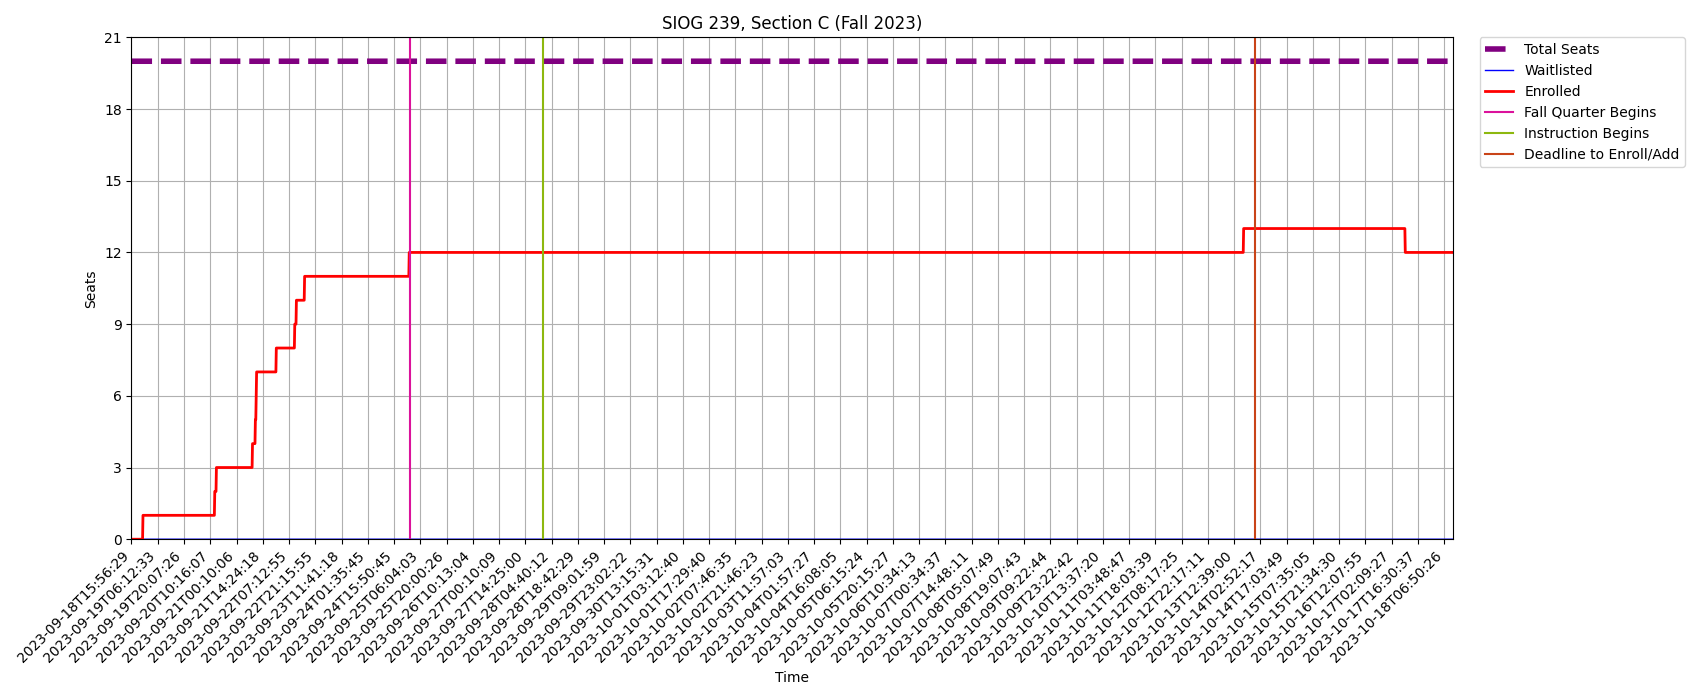 SIOG 239, Section C (Fall 2023)
21
18
15
12
9
6
3
0
Seats
2023-09-18T15:56:29
2023-09-19T06:12:33
2023-09-19T20:07:26
2023-09-20T10:16:07
2023-09-21T00:10:06
2023-09-21T14:24:18
2023-09-22T07:12:55
2023-09-22T21:15:55
2023-09-23T11:41:18
2023-09-24T01:35:45
2023-09-24T15:50:45
2023-09-25T06:04:03
2023-09-25T20:00:26
2023-09-26T10:13:04
2023-09-27T00:10:09
2023-09-27T14:25:00
2023-09-28T04:40:12
2023-09-28T18:42:29
2023-09-29T09:01:59
2023-09-29T23:02:22
2023-09-30T13:15:31
2023-10-01T03:12:40
2023-10-01T17:29:40
2023-10-02T07:46:35
2023-10-02T21:46:23
2023-10-03T11:57:03
2023-10-04T01:57:27
2023-10-04T16:08:05
2023-10-05T06:15:24
2023-10-05T20:15:27
2023-10-06T10:34:13
2023-10-07T00:34:37
2023-10-07T14:48:11
2023-10-08T05:07:49
2023-10-08T19:07:43
2023-10-09T09:22:44
2023-10-09T23:22:42
2023-10-10T13:37:20
2023-10-11T03:48:47
2023-10-11T18:03:39
2023-10-12T08:17:25
2023-10-12T22:17:11
2023-10-13T12:39:00
2023-10-14T02:52:17
2023-10-14T17:03:49
2023-10-15T07:35:05
2023-10-15T21:34:30
2023-10-16T12:07:55
2023-10-17T02:09:27
2023-10-17T16:30:37
2023-10-18T06:50:26
Time
Total Seats
Waitlisted
Enrolled
Fall Quarter Begins
Instruction Begins
Deadline to Enroll/Add